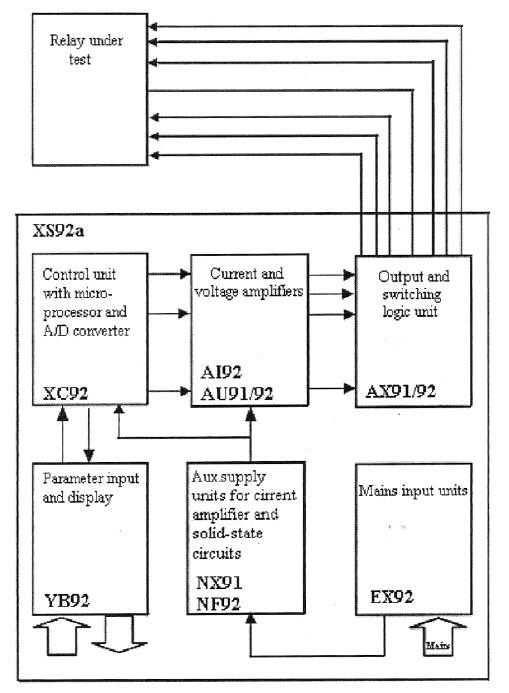 Relay under
test
XS92a
Control unit
with micro-
processor and
A/D converter
XC92
Current and
voltage amplifiers
AI92
AU91/92
Output and
switching
logic unit
AX91/92
Parameter input
and display
YB92
Aux.supply
units for cirrent
amplifier and
solid-state
circuits
NX91
NF92
Mains input units
EX92
Mains